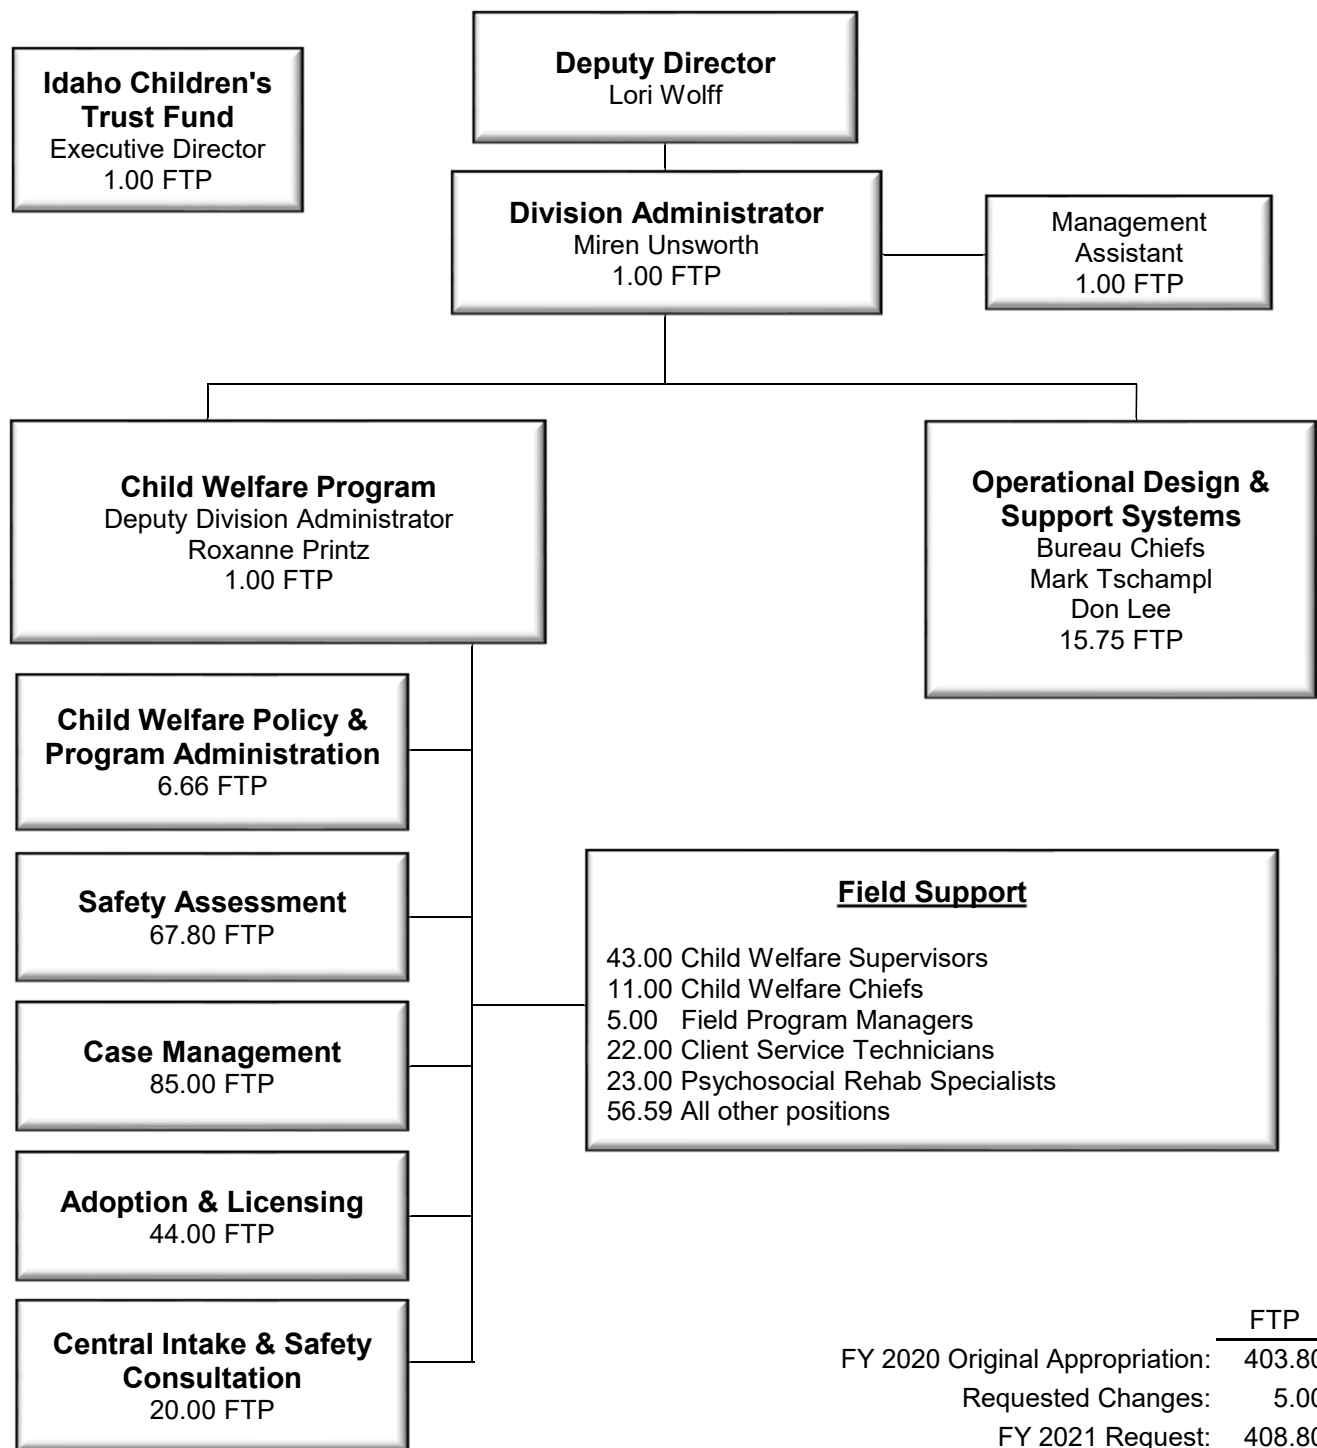 Idaho Children's
Trust Fund
Executive Director
1.00 FTP
Deputy Director
Lori Wolff
Division Administrator
Miren Unsworth
1.00 FTP
Management
Assistant
1.00 FTP
Child Welfare Program
Deputy Division Administrator
Roxanne Printz
1.00 FTP
Operational Design &
Support Systems
Bureau Chiefs
Mark Tschampl
Don Lee
15.75 FTP
Child Welfare Policy &
Program Administration
6.66 FTP
Safety Assessment
67.80 FTP
Case Management
85.00 FTP
Adoption & Licensing
44.00 FTP
Central Intake & Safety
Consultation
20.00 FTP
Field Support
43.00 Child Welfare Supervisors
11.00 Child Welfare Chiefs
5.00 Field Program Managers
22.00 Client Service Technicians
23.00 Psychosocial Rehab Specialists
56.59 All other positions
FTP
FY 2020 Original Appropriation: 403.80
Requested Changes: 5.00
FY 2021 Request: 408.80